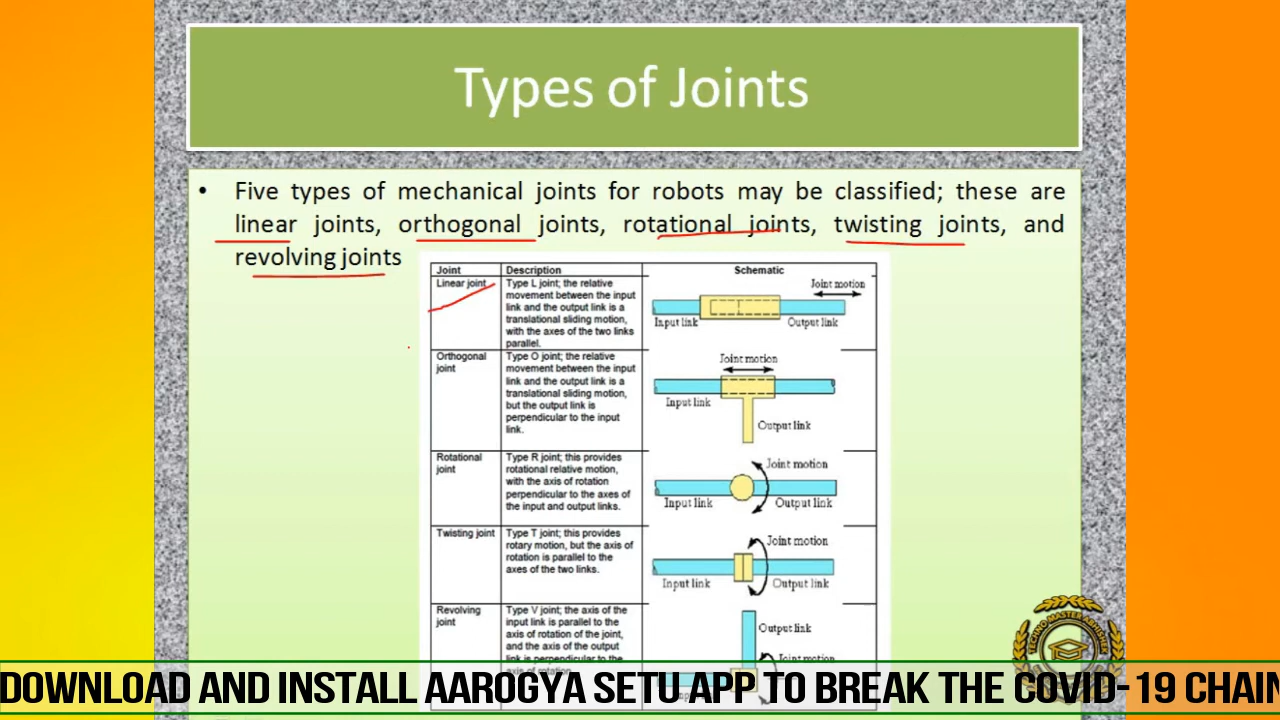 Types of Joints
• Five types of mechanical joints for robots may be classified; these are
linear joints, orthogonal joints, rotational joints, twisting joints, and
revolving joints
Joint Description Schematic
Linear joint
Type L joint; the relative
movement between the input
link and the output link is a
translational sliding motion,
with the axes of the two links
parallel.
Joint motion
Input link Output link
Orthogonal
joint
Type O joint; the relative
movement between the input
link and the output link is a
translational sliding motion,
but the output link is
perpendicular to the input
link.
Joint motion
Input link
Output link
Rotational
joint
Type R joint; this provides
rotational relative motion,
with the axis of rotation
perpendicular to the axes of
the input and output links.
Joint motion
Input link Output link
Twisting joint
Type T joint; this provides
rotary motion, but the axis of
rotation is parallel to the
axes of the two links.
Joint motion
Input link Output link
Revolving
joint
Type V joint; the axis of the
input link is parallel to the
axis of rotation of the joint,
and the axis of the output
link is perpendicular to the
axis of rotation
Output link
Joint motion
DOWNLOAD AND INSTALL AAROGYA SETU APP TO BREAK THE COVID-19 CHAIN